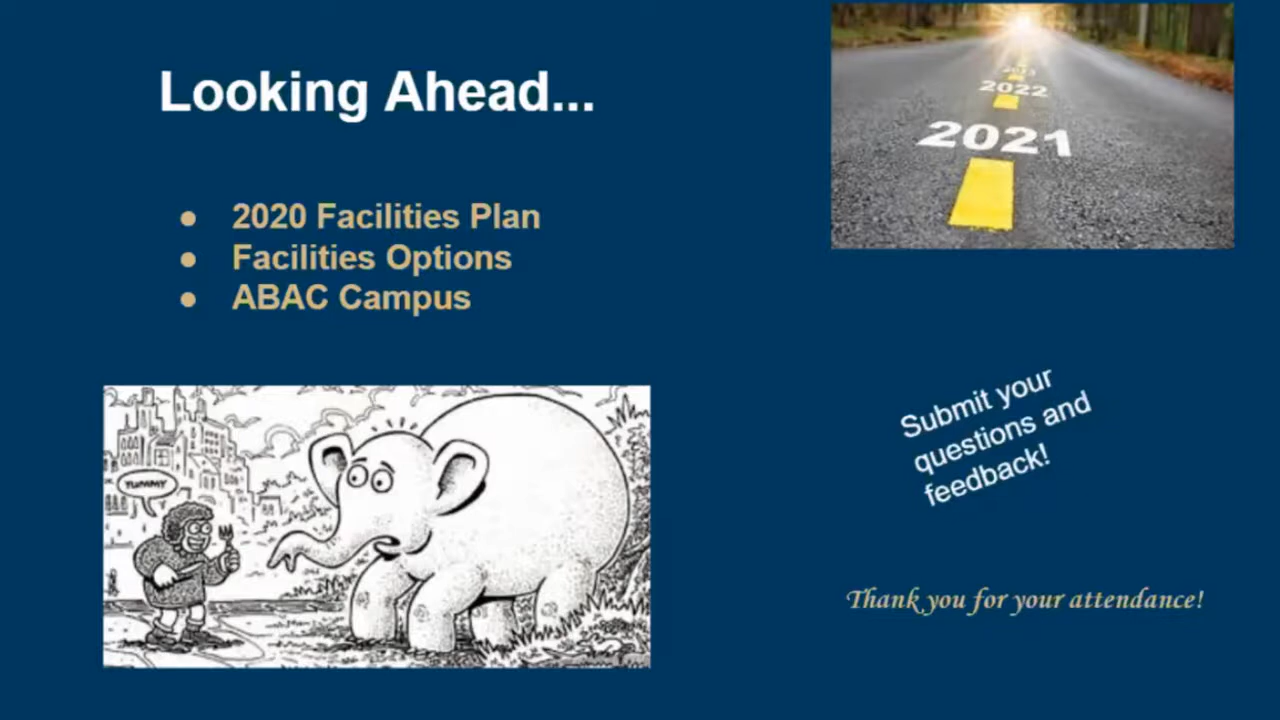 Looking Ahead...
● 2020 Facilities Plan
● Facilities Options
● ABAC Campus
2023
2022
2021
YUMMY
Submit your
questions and
feedback!
Thank you for your attendance!